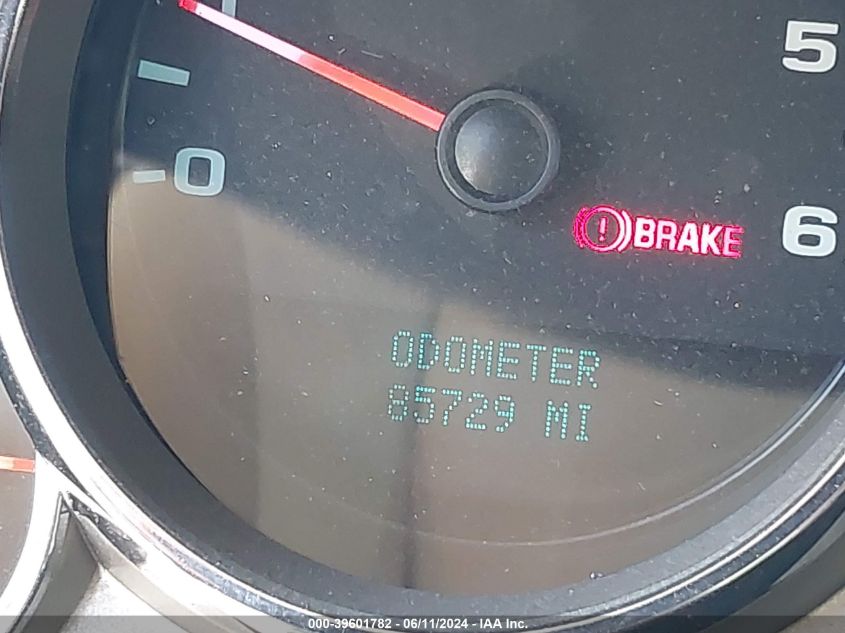 5
0
6
(!) BRAKE
ODOMETER
85729 MI
000-39601782 - 06/11/2024 - IAA Inc.